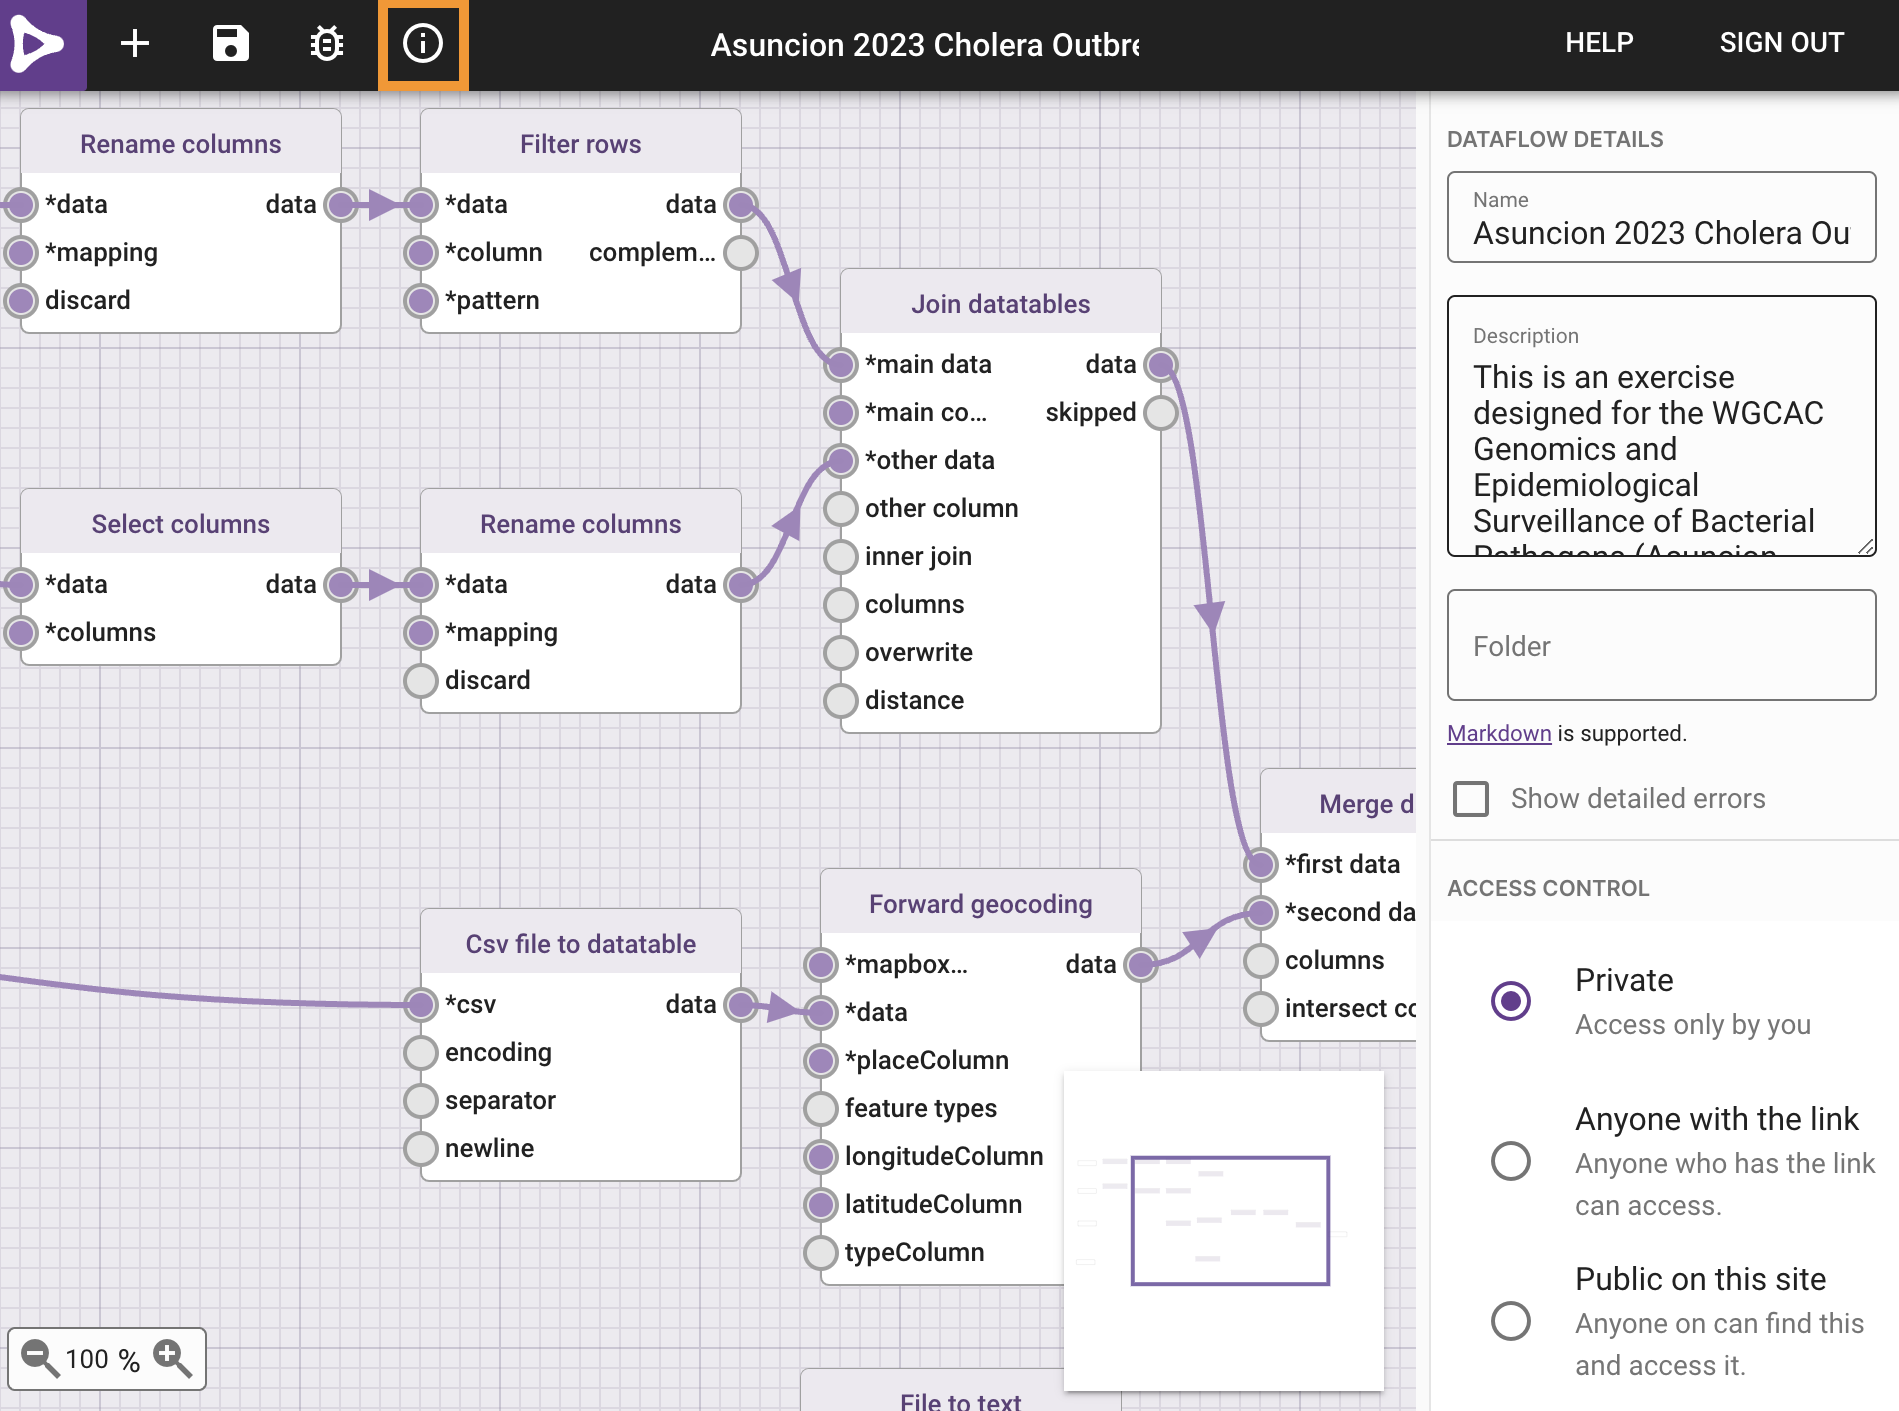 Asuncion 2023 Cholera Outbre
HELP
SIGN OUT
Rename columns
*data
data
*mapping
discard
Filter rows
*data
data
*column
complem...
*pattern
Join datatables
*main data
data
*main co...
skipped
*other data
other column
inner join
columns
overwrite
distance
Select columns
*data
data
*columns
Rename columns
*data
data
*mapping
discard
Merge d
*first data
*second da
columns
intersect co
Csv file to datatable
*csv
data
encoding
separator
newline
Forward geocoding
*mapbox...
data
*data
*placeColumn
feature types
longitudeColumn
latitudeColumn
typeColumn
File to text
100 %
DATAFLOW DETAILS
Name
Asuncion 2023 Cholera Ou
Description
This is an exercise
designed for the WGCAC
Genomics and
Epidemiological
Surveillance of Bacterial
Pathogens (Asuncion
Folder
Markdown is supported.
Show detailed errors
ACCESS CONTROL
Private
Access only by you
Anyone with the link
Anyone who has the link
can access.
Public on this site
Anyone on can find this
and access it.